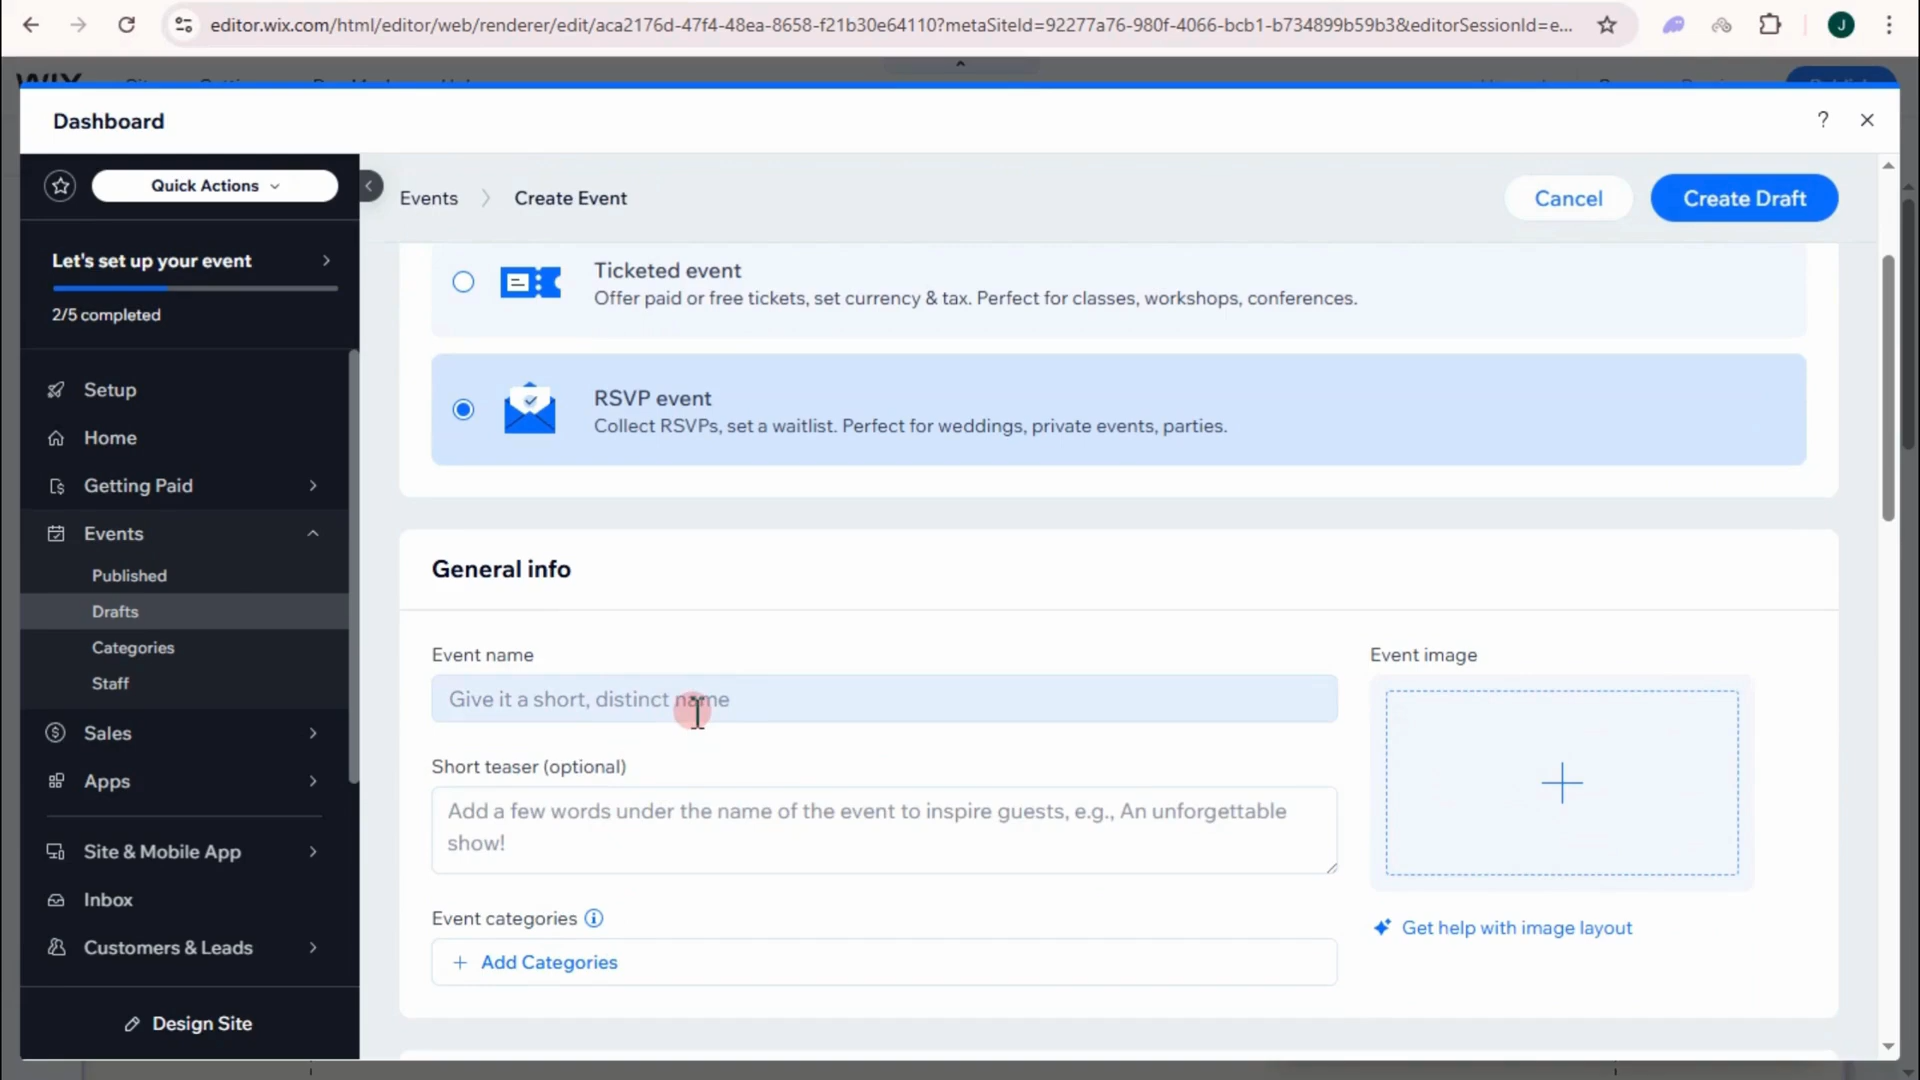 editor.wix.com/html/editor/web/renderer/edit/aca2176d-47f4-48ea-8658-f21b30e64110?metaSiteId=92277a76-980f-4066-bcb1-b734899b59b3&editorSessionId=e...
J
Dashboard
?
Quick Actions
Events
Create Event
Cancel
Create Draft
Let's set up your event
2/5 completed
Setup
Home
Getting Paid
Events
Published
Drafts
Categories
Staff
Sales
Apps
Site & Mobile App
Inbox
Customers & Leads
Design Site
Ticketed event
Offer paid or free tickets, set currency & tax. Perfect for classes, workshops, conferences.
RSVP event
Collect RSVPs, set a waitlist. Perfect for weddings, private events, parties.
General info
Event name
Give it a short, distinct name
Short teaser (optional)
Add a few words under the name of the event to inspire guests, e.g., An unforgettable
show!
Event categories
+ Add Categories
Event image
Get help with image layout